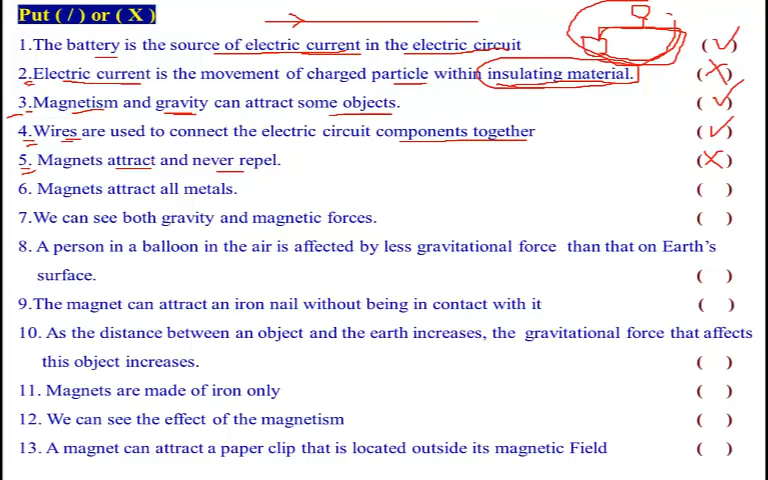 Put ( / ) or ( X )
1.The battery is the source of electric current in the electric circuit (✓)
2.Electric current is the movement of charged particle within insulating material. (X)
3.Magnetism and gravity can attract some objects. (✓)
4.Wires are used to connect the electric circuit components together (✓)
5. Magnets attract and never repel. (X)
6. Magnets attract all metals. ( )
7.We can see both gravity and magnetic forces. ( )
8. A person in a balloon in the air is affected by less gravitational force than that on Earth's
surface. ( )
9.The magnet can attract an iron nail without being in contact with it ( )
10. As the distance between an object and the earth increases, the gravitational force that affects
this object increases. ( )
11. Magnets are made of iron only ( )
12. We can see the effect of the magnetism ( )
13. A magnet can attract a paper clip that is located outside its magnetic Field ( )